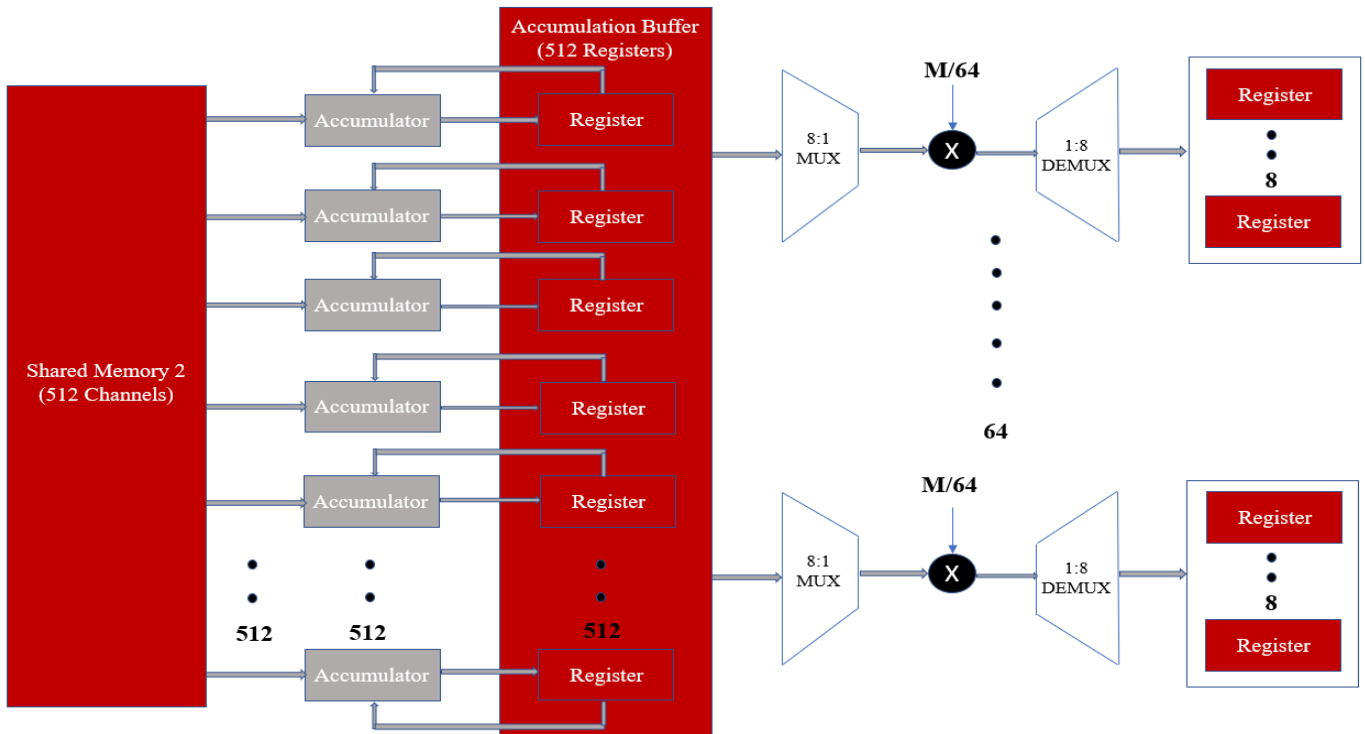 Accumulation Buffer
(512 Registers)
Shared Memory 2
(512 Channels)
Accumulator
Register
Accumulator
Register
Accumulator
Register
Accumulator
Register
Accumulator
Register
512
512
512
Accumulator
Register
8:1
MUX
M/64
X
1:8
DEMUX
Register
8
Register
64
8:1
MUX
M/64
X
1:8
DEMUX
Register
8
Register